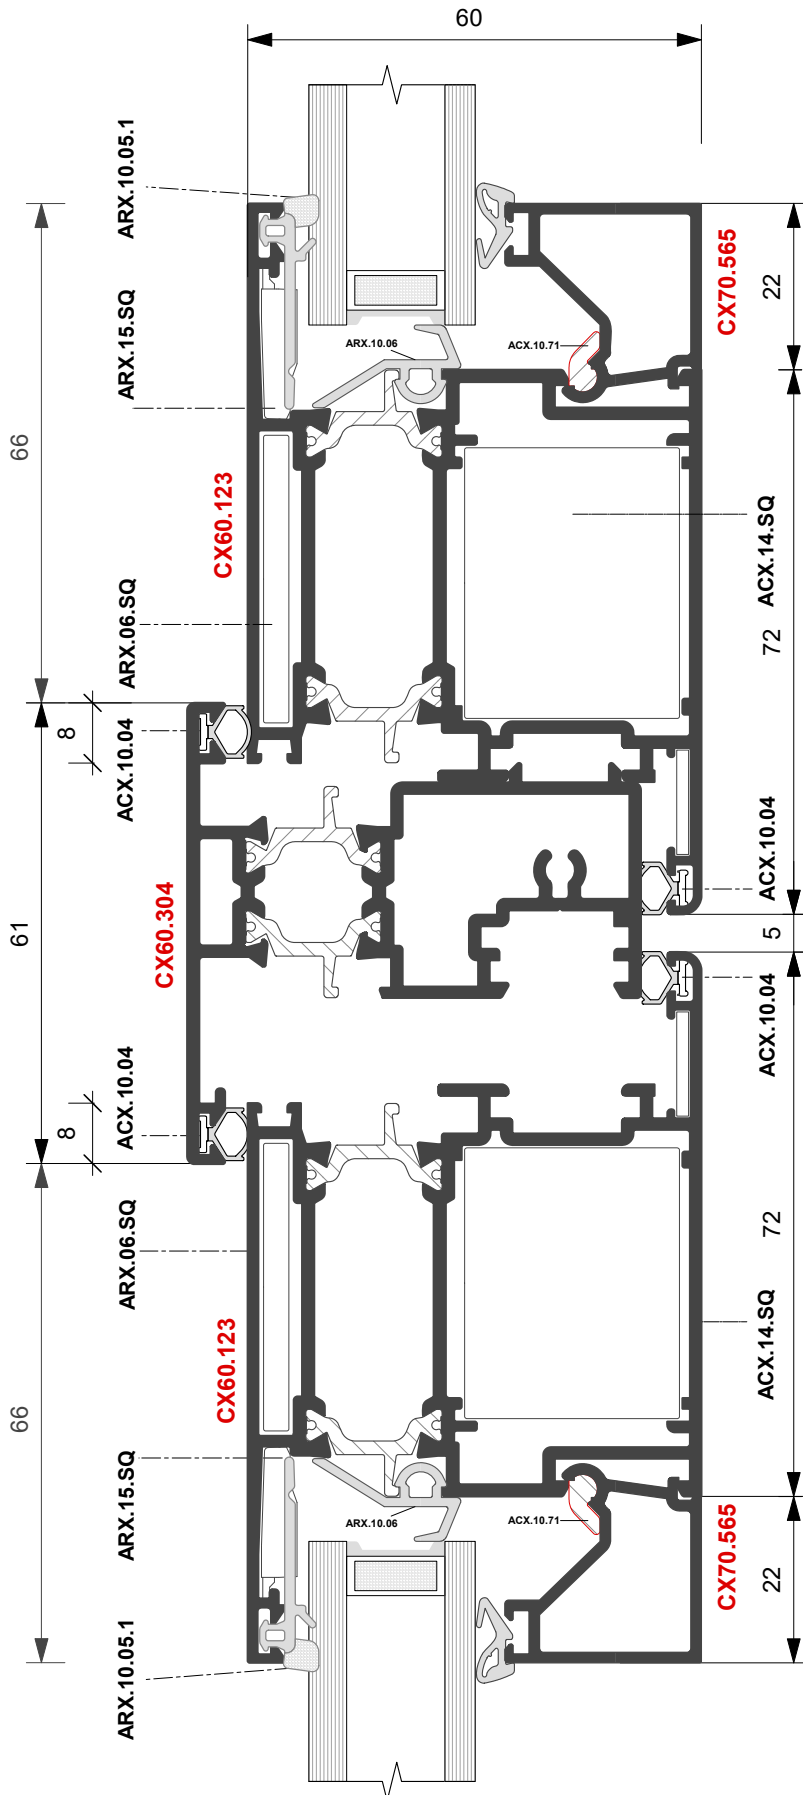 60
ARX.10.05.1
CX70.565
22
ARX.15.SQ
ARX.10.06
ACX.10.71
66
CX60.123
ACX.14.SQ
ARX.06.SQ
72
8
ACX.10.04
ACX.10.04
CX60.304
61
5
ACX.10.04
ACX.10.04
8
ARX.06.SQ
72
CX60.123
ACX.14.SQ
66
ARX.15.SQ
ARX.10.06
ACX.10.71
CX70.565
22
ARX.10.05.1